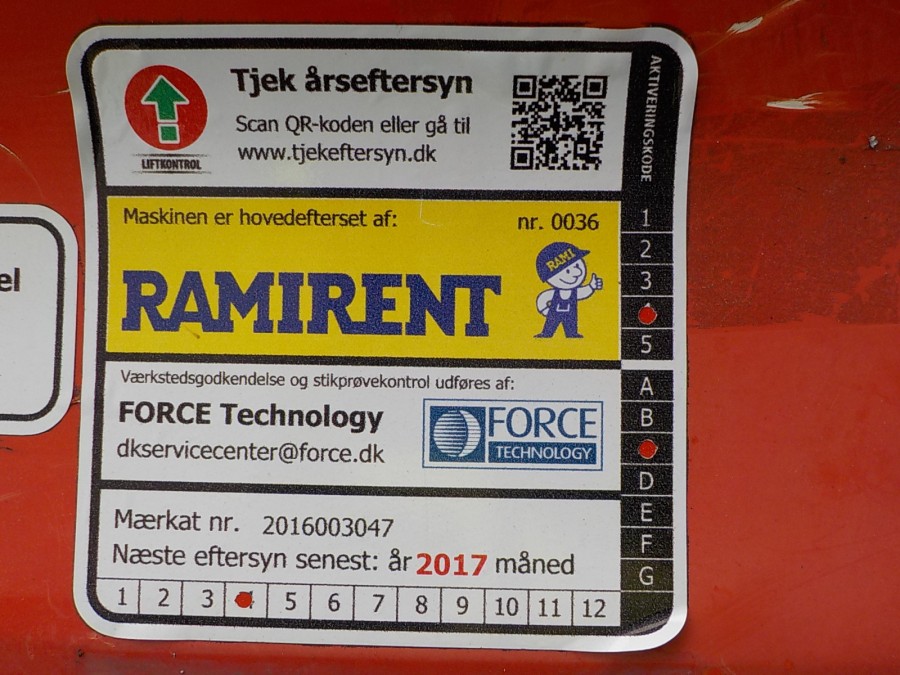 Tjek årseftersyn
Scan QR-koden eller gå til
www.tjekeftersyn.dk
LIFTKONTROL
AKTIVERINGSKODE
Maskinen er hovedefterset af:
nr. 0036
RAMI
RAMIRENT
Værkstedsgodkendelse og stikprøvekontrol udføres af:
FORCE Technology
dkservicecenter@force.dk
FORCE
TECHNOLOGY
Mærkat nr. 2016003047
Næste eftersyn senest: år 2017 måned
1 2 3 5 6 7 8 9 10 11 12
1
2
3
5
A
B
D
E
F
G
el